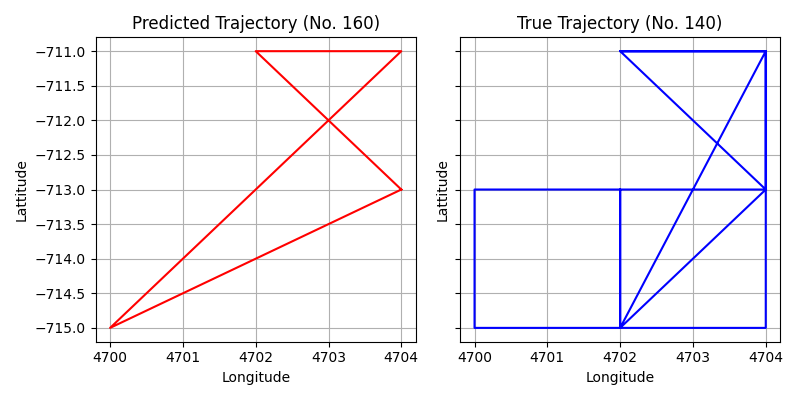 Predicted Trajectory (No. 160)
True Trajectory (No. 140)
Lattitude
−711.0
−711.5
−712.0
−712.5
−713.0
−713.5
−714.0
−714.5
−715.0
4700 4701 4702 4703 4704
Longitude
Lattitude
4700 4701 4702 4703 4704
Longitude